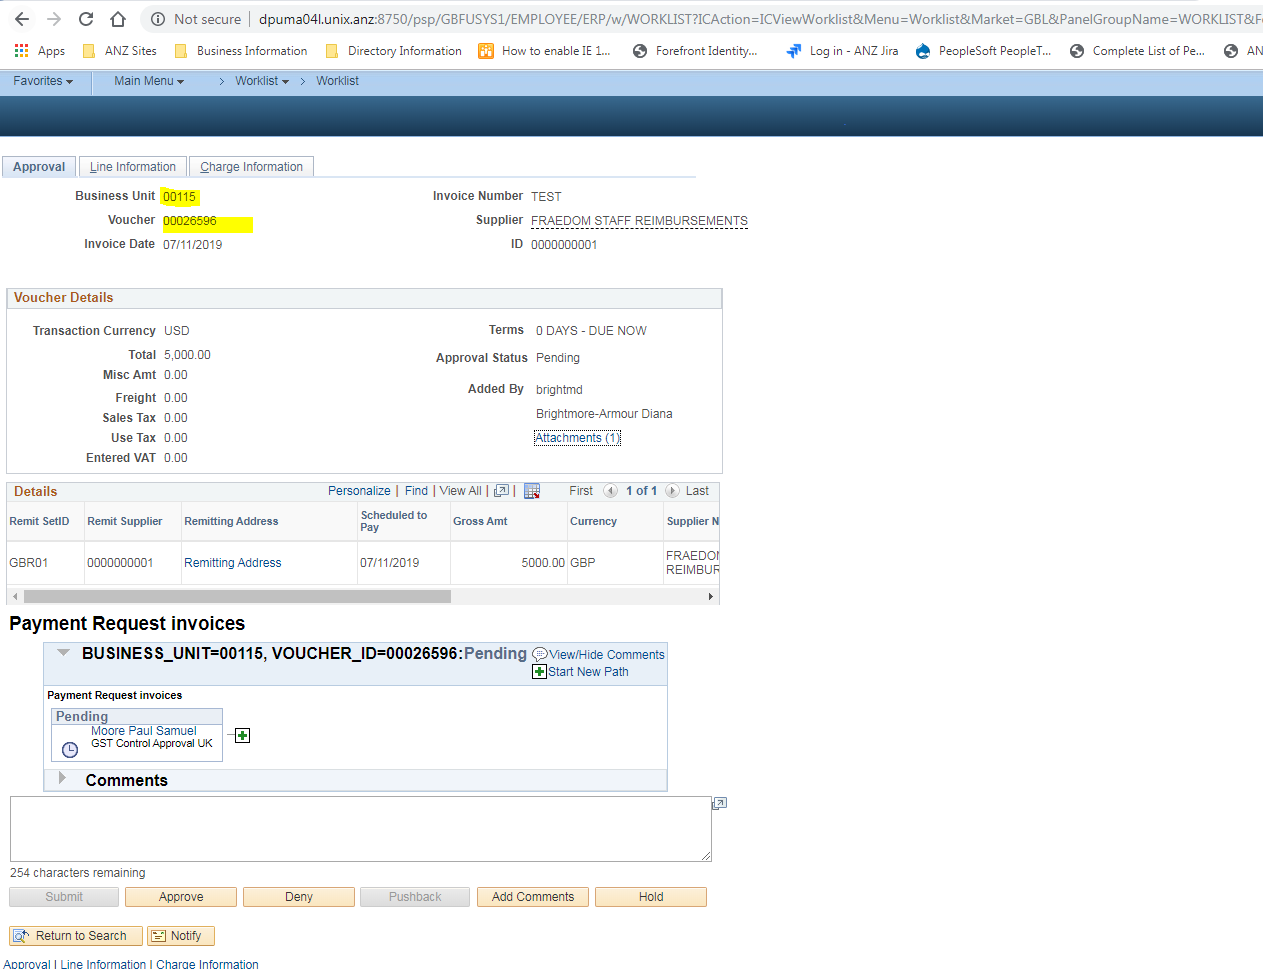 Not secure | dpuma04l.unix.anz:8750/psp/GBFUSYS1/EMPLOYEE/ERP/w/WORKLIST?ICAction=ICViewWorklist&Menu=Worklist&Market=GBL&PanelGroupName=WORKLIST&F
Apps ANZ Sites Business Information Directory Information How to enable IE 1... Forefront Identity... Log in - ANZ Jira PeopleSoft PeopleT... Complete List of Pe... AN
Favorites Main Menu > Worklist > Worklist
Approval Line Information Charge Information
Business Unit 00115 Invoice Number TEST
Voucher 00026596 Supplier FRAEDOM STAFF REIMBURSEMENTS
Invoice Date 07/11/2019 ID 0000000001
Voucher Details
Transaction Currency USD Terms 0 DAYS - DUE NOW
Total 5,000.00 Approval Status Pending
Misc Amt 0.00
Freight 0.00 Added By brightmd
Sales Tax 0.00 Brightmore-Armour Diana
Use Tax 0.00 Attachments (1)
Entered VAT 0.00
Details Personalize | Find | View All | | First 1 of 1 Last
Remit SetID Remit Supplier Remitting Address Scheduled to Pay Gross Amt Currency Supplier N
GBR01 0000000001 Remitting Address 07/11/2019 5000.00 GBP FRAEDOM REIMBUR
Payment Request invoices
BUSINESS_UNIT=00115, VOUCHER_ID=00026596:Pending View/Hide Comments
Start New Path
Payment Request invoices
Pending
Moore Paul Samuel
GST Control Approval UK
Comments
254 characters remaining
Submit Approve Deny Pushback Add Comments Hold
Return to Search Notify
Approval | Line Information | Charge Information